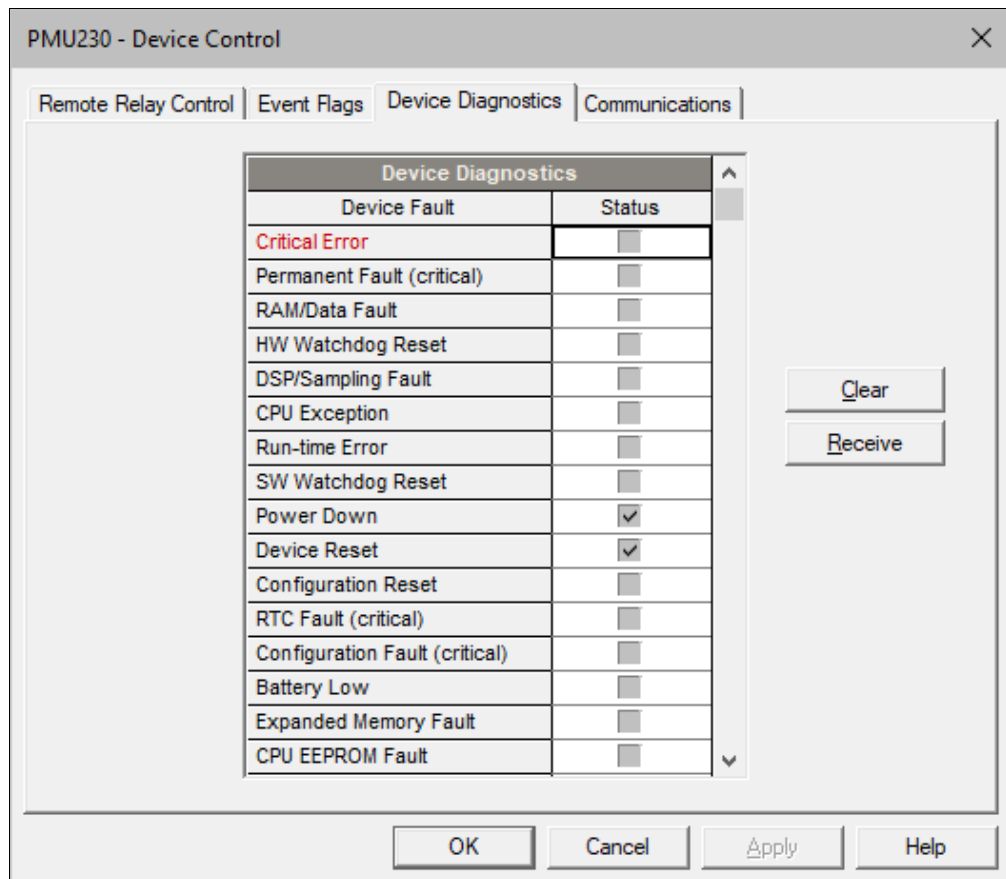 PMU230 - Device Control
Remote Relay Control Event Flags Device Diagnostics Communications
Device Diagnostics
Device Fault Status
Critical Error
Permanent Fault (critical)
RAM/Data Fault
HW Watchdog Reset
DSP/Sampling Fault
CPU Exception
Run-time Error
SW Watchdog Reset
Power Down
Device Reset
Configuration Reset
RTC Fault (critical)
Configuration Fault (critical)
Battery Low
Expanded Memory Fault
CPU EEPROM Fault
Clear
Receive
OK Cancel Apply Help